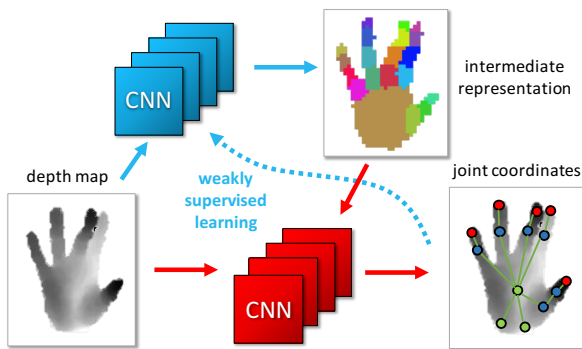 CNN
intermediate
representation
depth map
weakly
supervised
learning
joint coordinates
CNN